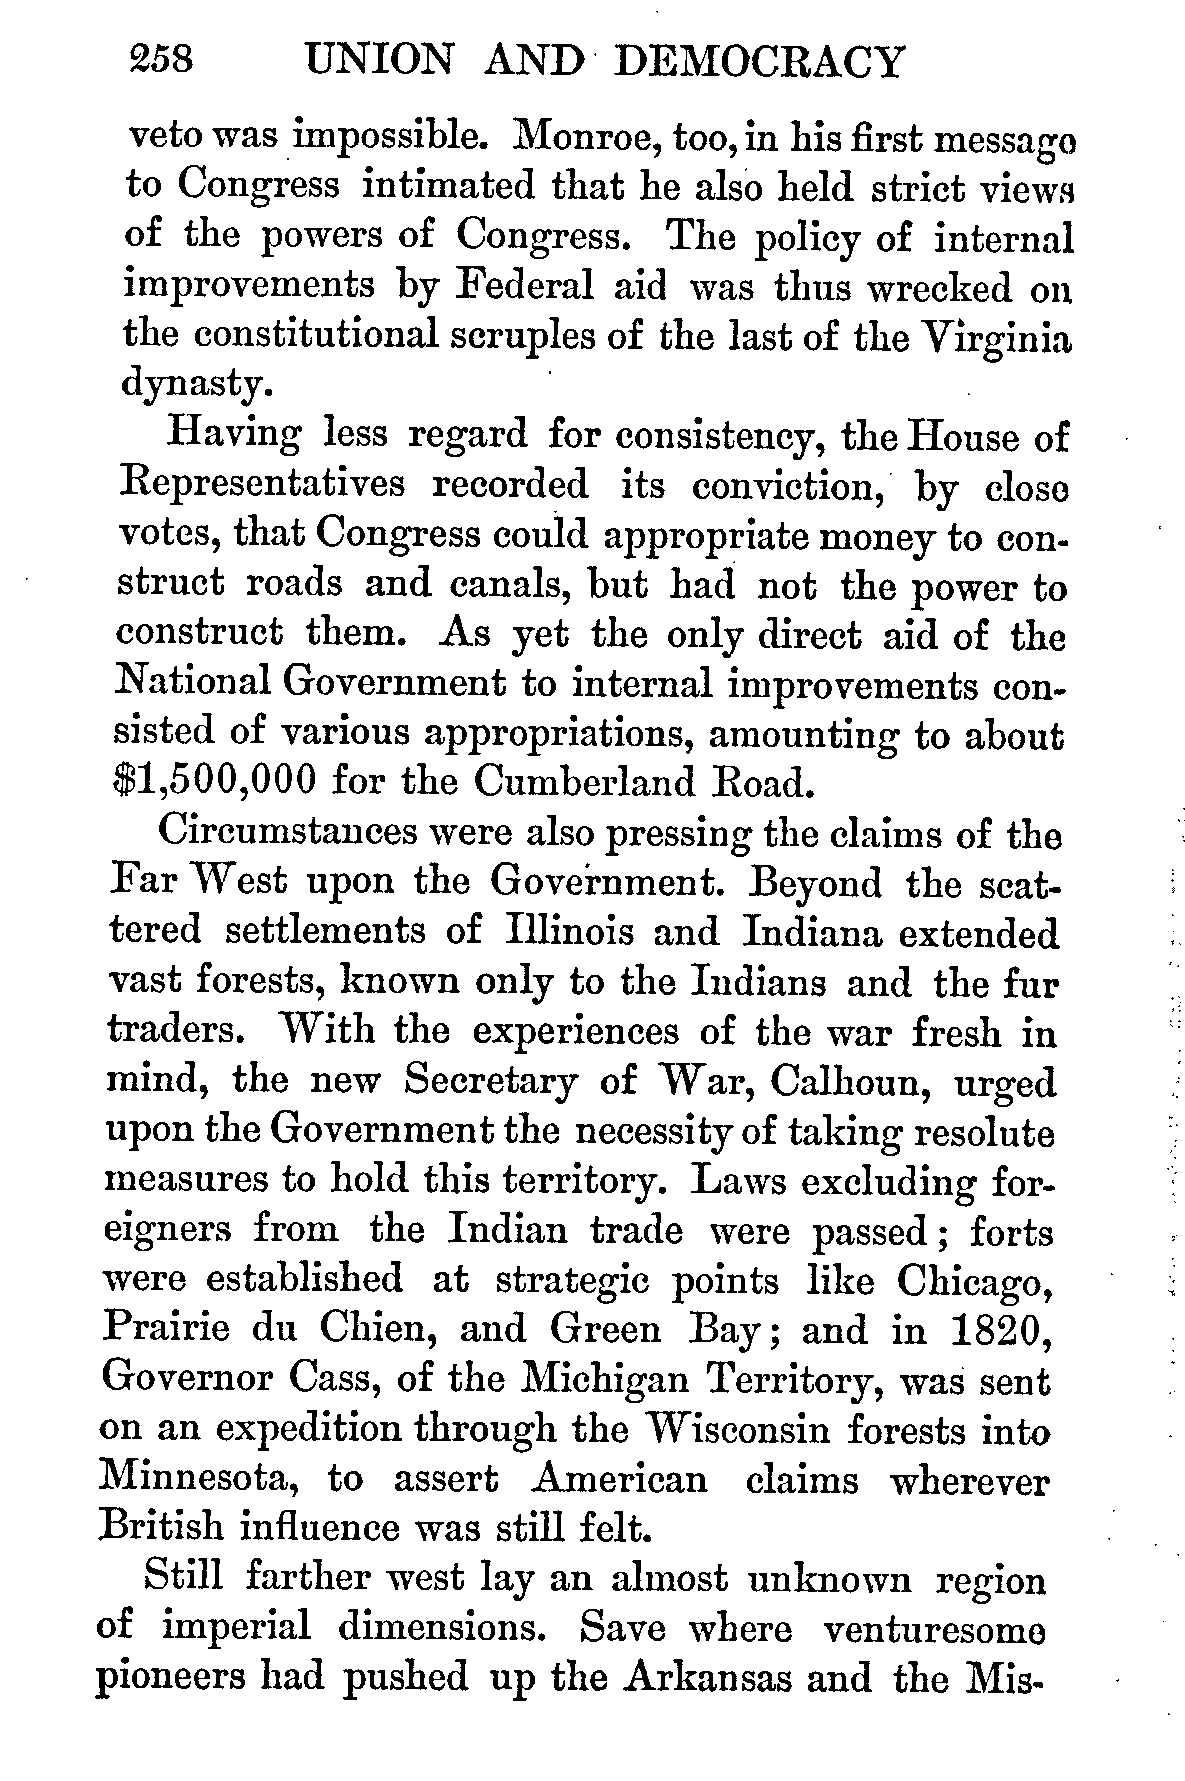 258 UNION AND DEMOCRACY
veto was impossible. Monroe, too, in his first message
to Congress intimated that he also held strict views
of the powers of Congress. The policy of internal
improvements by Federal aid was thus wrecked on
the constitutional scruples of the last of the Virginia
dynasty.
Having less regard for consistency, the House of
Representatives recorded its conviction, by close
votes, that Congress could appropriate money to con-
struct roads and canals, but had not the power to
construct them. As yet the only direct aid of the
National Government to internal improvements con-
sisted of various appropriations, amounting to about
$1,500,000 for the Cumberland Road.
Circumstances were also pressing the claims of the
Far West upon the Government. Beyond the scat-
tered settlements of Illinois and Indiana extended
vast forests, known only to the Indians and the fur
traders. With the experiences of the war fresh in
mind, the new Secretary of War, Calhoun, urged
upon the Government the necessity of taking resolute
measures to hold this territory. Laws excluding for-
eigners from the Indian trade were passed; forts
were established at strategic points like Chicago,
Prairie du Chien, and Green Bay; and in 1820,
Governor Cass, of the Michigan Territory, was sent
on an expedition through the Wisconsin forests into
Minnesota, to assert American claims wherever
British influence was still felt.
Still farther west lay an almost unknown region
of imperial dimensions. Save where venturesome
pioneers had pushed up the Arkansas and the Mis-